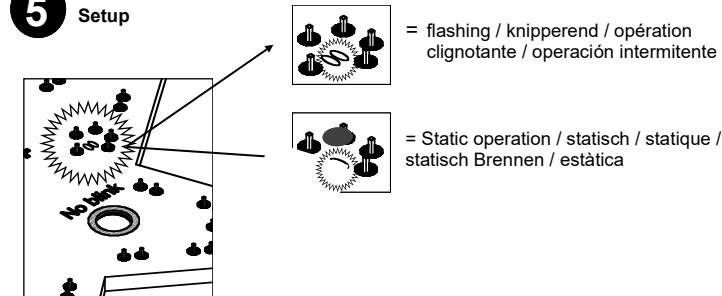 5 Setup
= flashing / knipperend / opération
clignotante / operación intermitente
= Static operation / statisch / statique /
statisch Brennen / estàtica
No blink